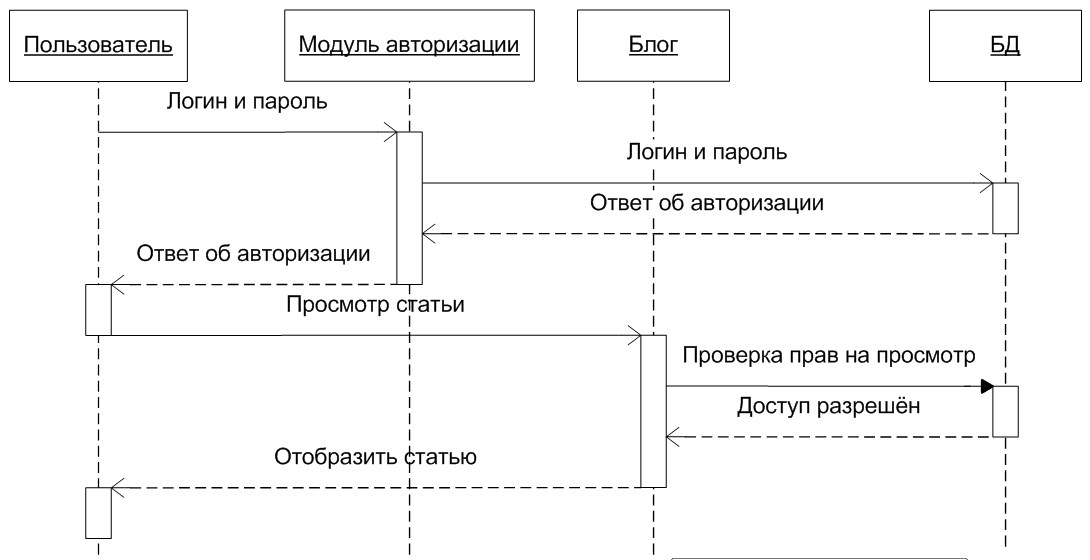 Пользователь
Модуль авторизации
Блог
БД
Логин и пароль
Логин и пароль
Ответ об авторизации
Ответ об авторизации
Просмотр статьи
Проверка прав на просмотр
Доступ разрешён
Отобразить статью